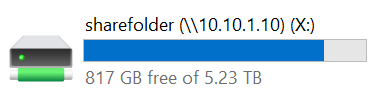 sharefolder (\\10.10.1.10) (X:)
817 GB free of 5.23 TB